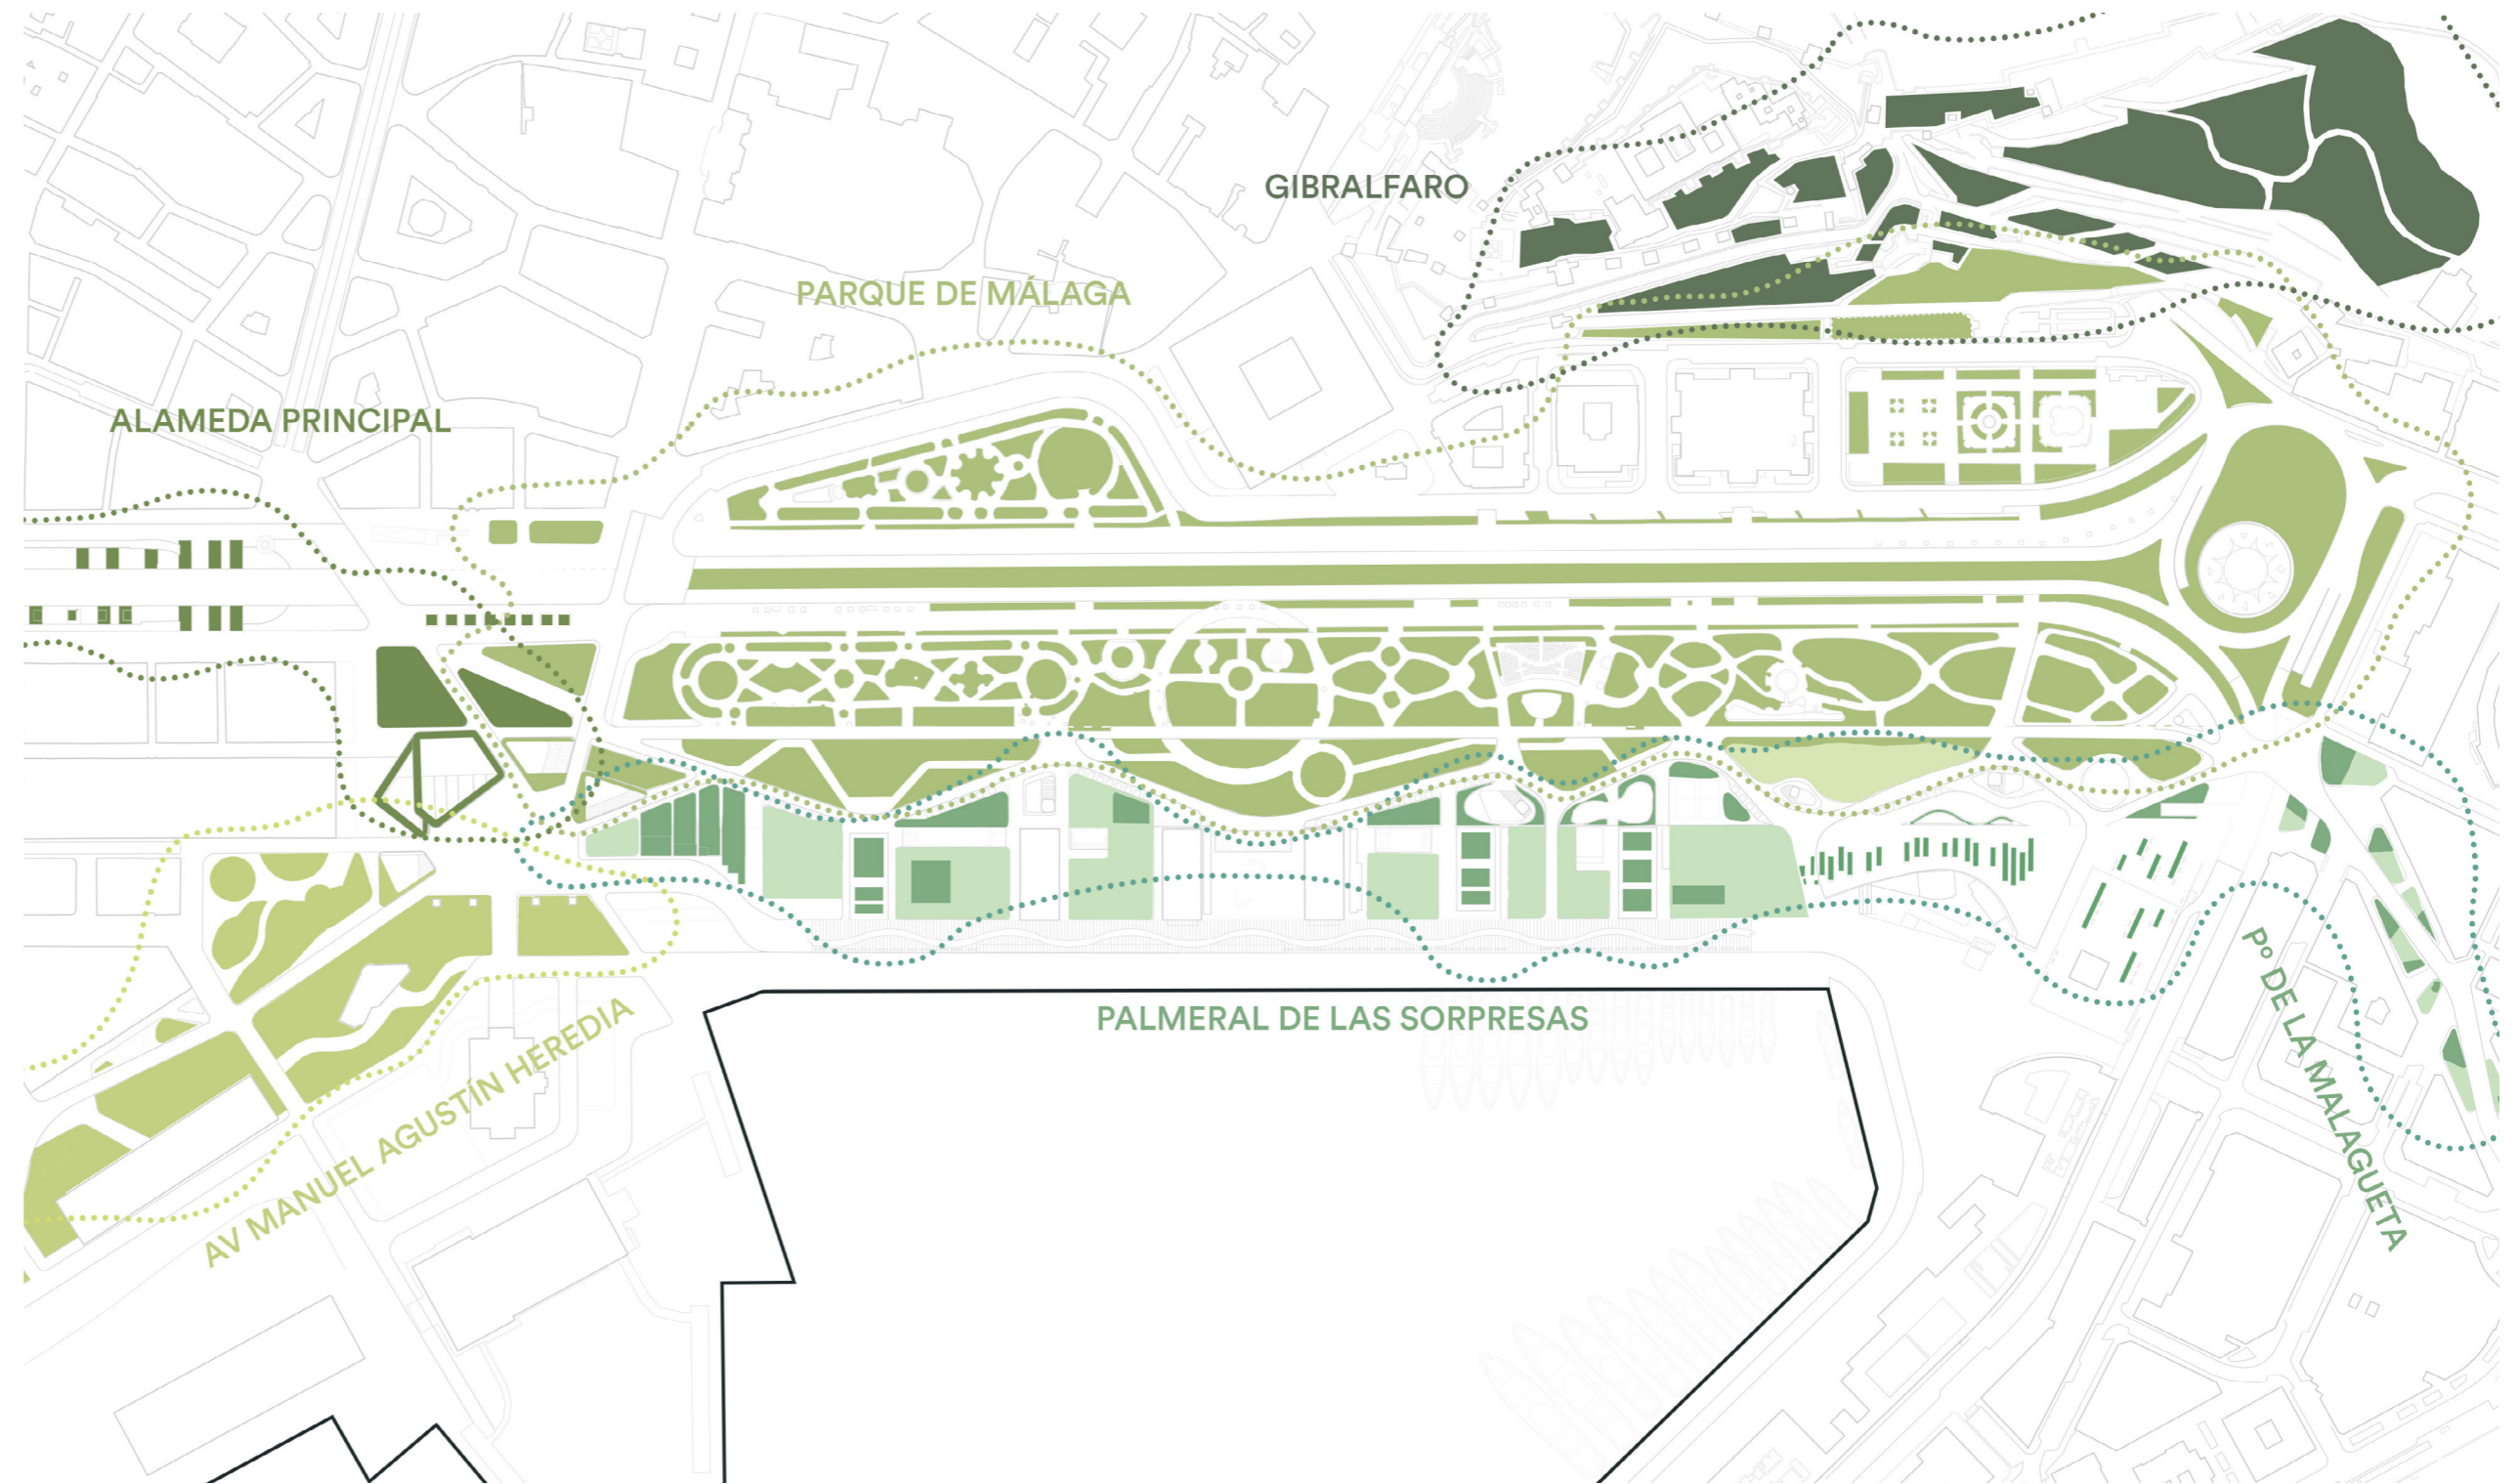 GIBRALFARO
PARQUE DE MÁLAGA
ALAMEDA PRINCIPAL
Pº DE LA MALAGUETA
PALMERAL DE LAS SORPRESAS
AV MANUEL AGUSTÍN HEREDIA